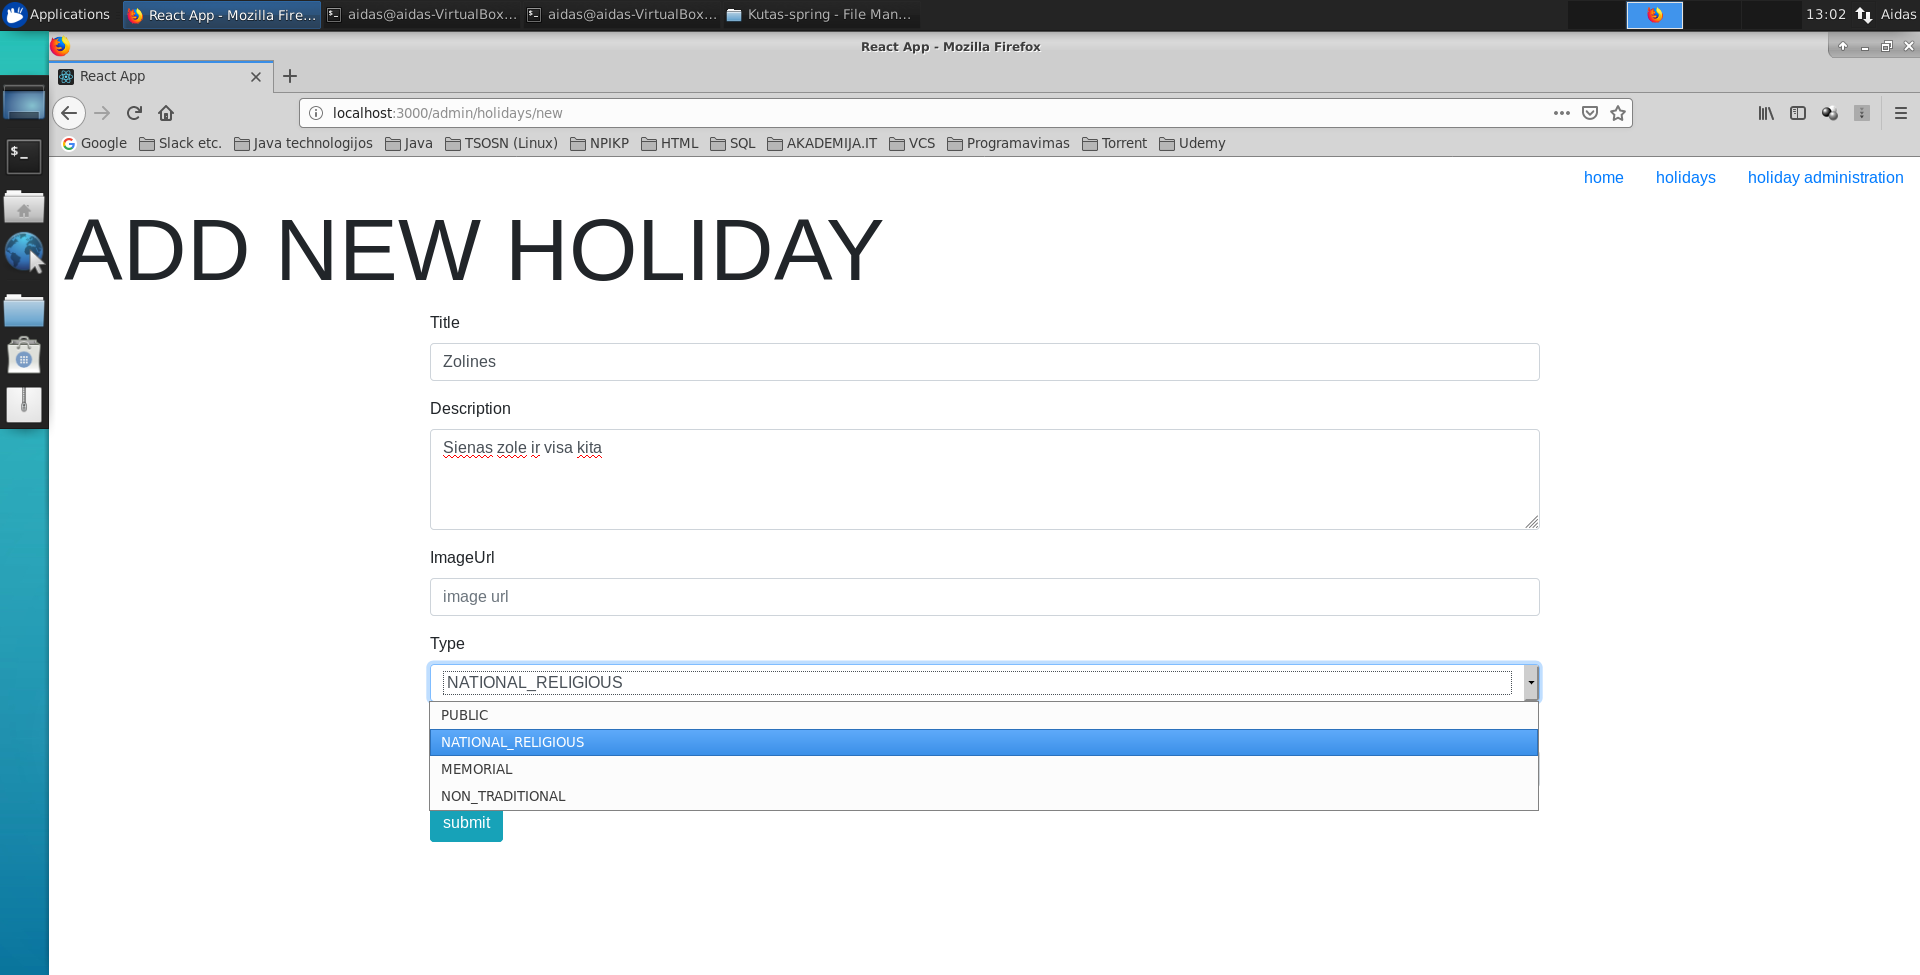 Applications React App - Mozilla Fire... aidas@aidas-VirtualBox... aidas@aidas-VirtualBox... Kutas-spring - File Man... 13:02 Aidas
React App - Mozilla Firefox
React App
localhost:3000/admin/holidays/new
Google Slack etc. Java technologijos Java TSOSN (Linux) NPIKP HTML SQL AKADEMIJA.IT VCS Programavimas Torrent Udemy
home holidays holiday administration
ADD NEW HOLIDAY
Title
Zolines
Description
Sienas zole ir visa kita
ImageUrl
image url
Type
NATIONAL_RELIGIOUS
PUBLIC
NATIONAL_RELIGIOUS
MEMORIAL
NON_TRADITIONAL
submit